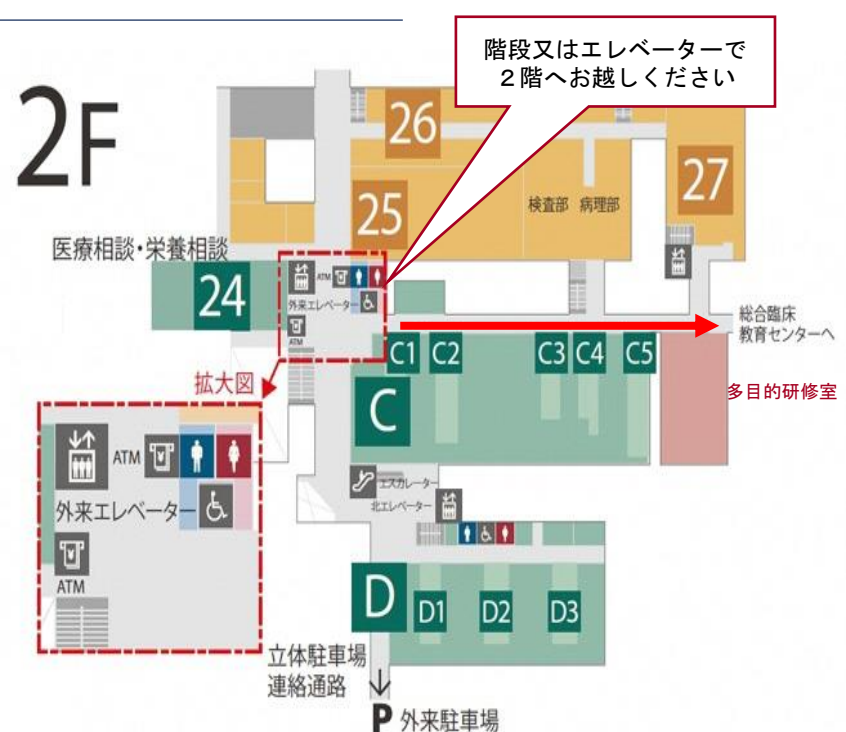 階段又はエレベーターで
２階へお越しください
2F
26
25
27
検査部 病理部
医療相談・栄養相談
24
ATM
外来エレベーター
ATM
総合臨床
教育センターへ
C1 C2 C3 C4 C5
C
多目的研修室
拡大図
ATM
外来エレベーター
ATM
エスカレーター
北エレベーター
D
D1 D2 D3
立体駐車場
連絡通路
P 外来駐車場